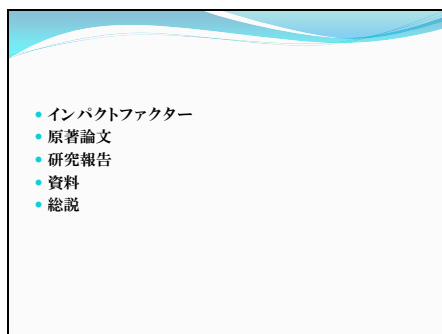 インパクトファクター
原著論文
研究報告
資料
総説